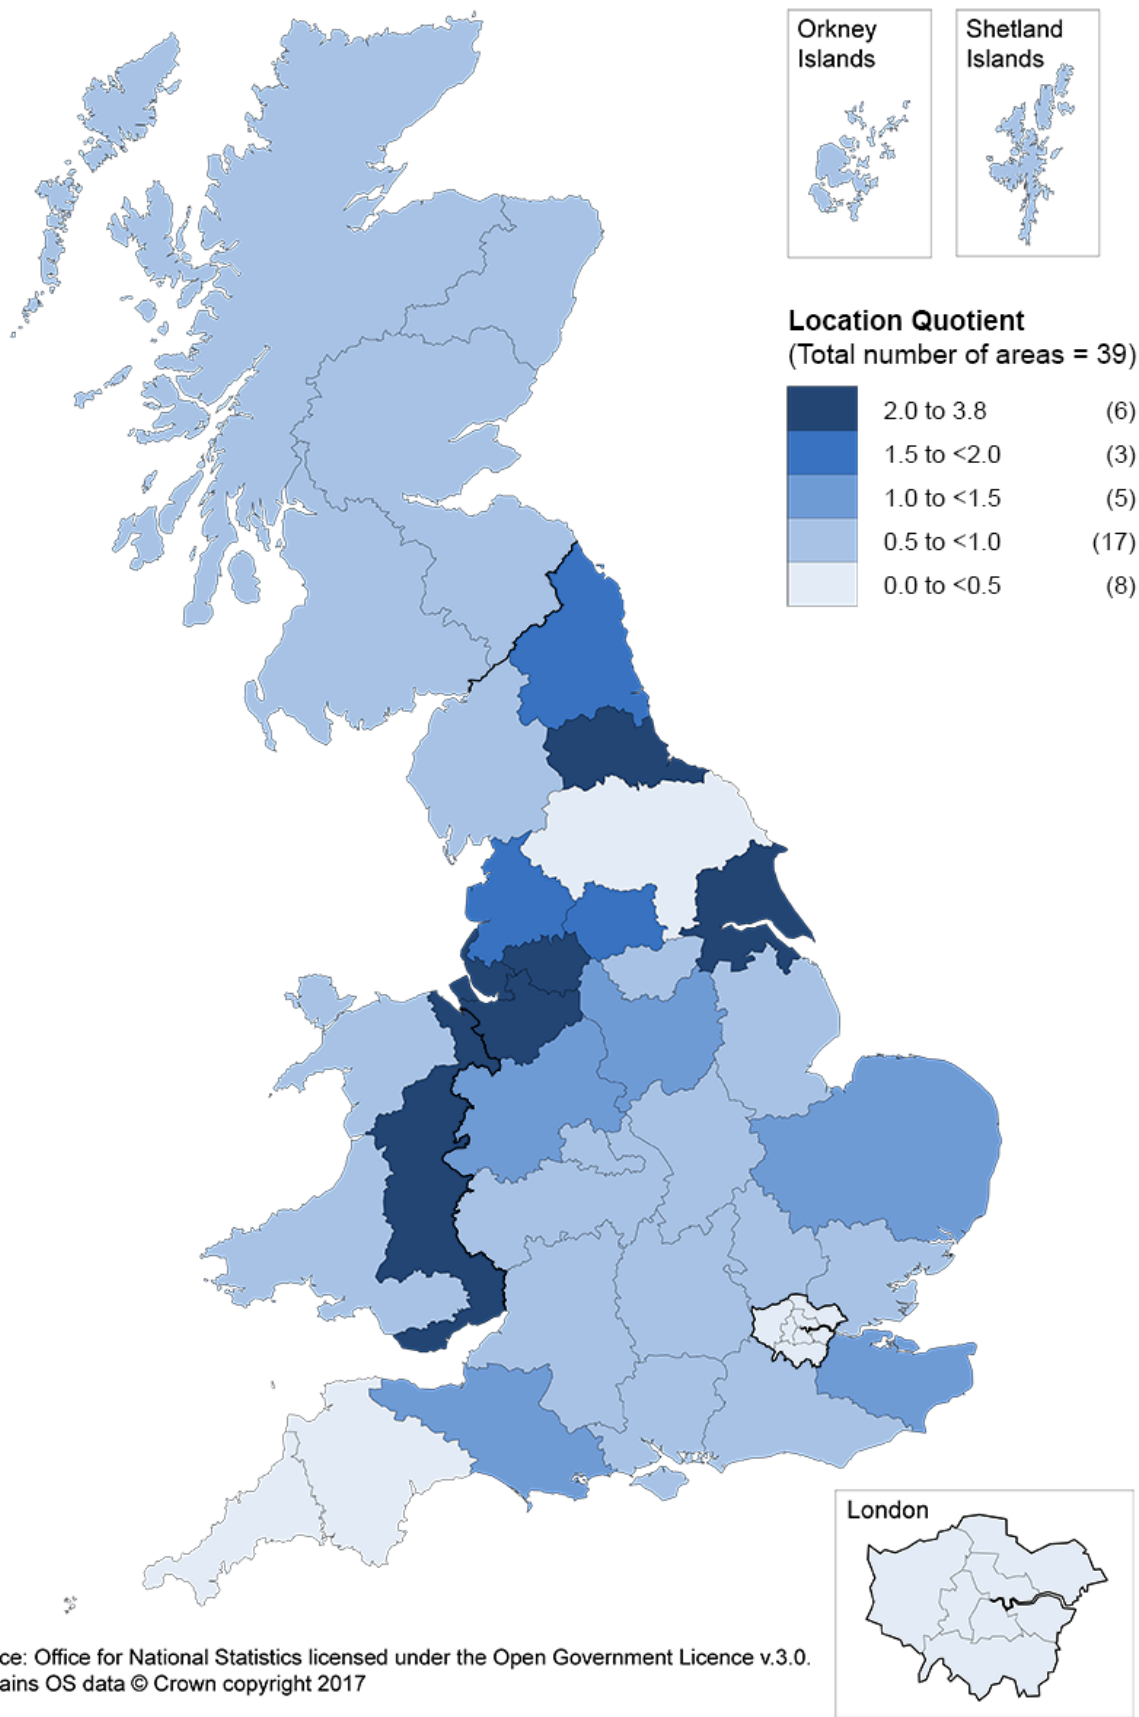 Orkney
Islands
Shetland
Islands
Location Quotient
(Total number of areas = 39)
2.0 to 3.8 (6)
1.5 to <2.0 (3)
1.0 to <1.5 (5)
0.5 to <1.0 (17)
0.0 to <0.5 (8)
London
ce: Office for National Statistics licensed under the Open Government Licence v.3.0.
ains OS data © Crown copyright 2017